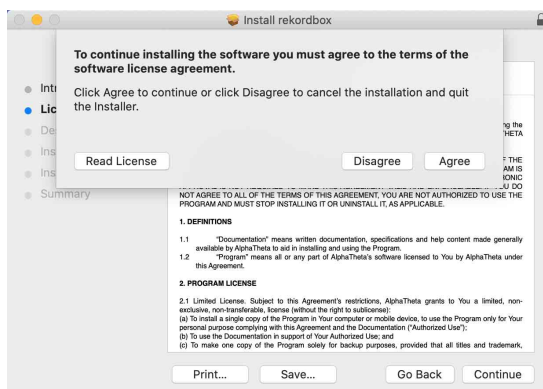 Install rekordbox
To continue installing the software you must agree to the terms of the
software license agreement.
Click Agree to continue or click Disagree to cancel the installation and quit
the Installer.
Read License
Disagree
Agree
Summary
NOT AGREE TO ALL OF THE TERMS OF THIS AGREEMENT, YOU ARE NOT AUTHORIZED TO USE THE
PROGRAM AND MUST STOP INSTALLING IT OR UNINSTALL IT, AS APPLICABLE.
1. DEFINITIONS
1.1 "Documentation" means written documentation, specifications and help content made generally
available by AlphaTheta to aid in installing and using the Program.
1.2 "Program" means all or any part of AlphaTheta's software licensed to You by AlphaTheta under
this Agreement.
2. PROGRAM LICENSE
2.1 Limited License. Subject to this Agreement's restrictions, AlphaTheta grants to You a limited, non-
exclusive, non-transferable, license (without the right to sublicense):
(a) To install a single copy of the Program in Your computer or mobile device, to use the Program only for Your
personal purpose complying with this Agreement and the Documentation ("Authorized Use");
(b) To use the Documentation in support of Your Authorized Use; and
(c) To make one copy of the Program solely for backup purposes, provided that all titles and trademark,
Print...
Save...
Go Back
Continue